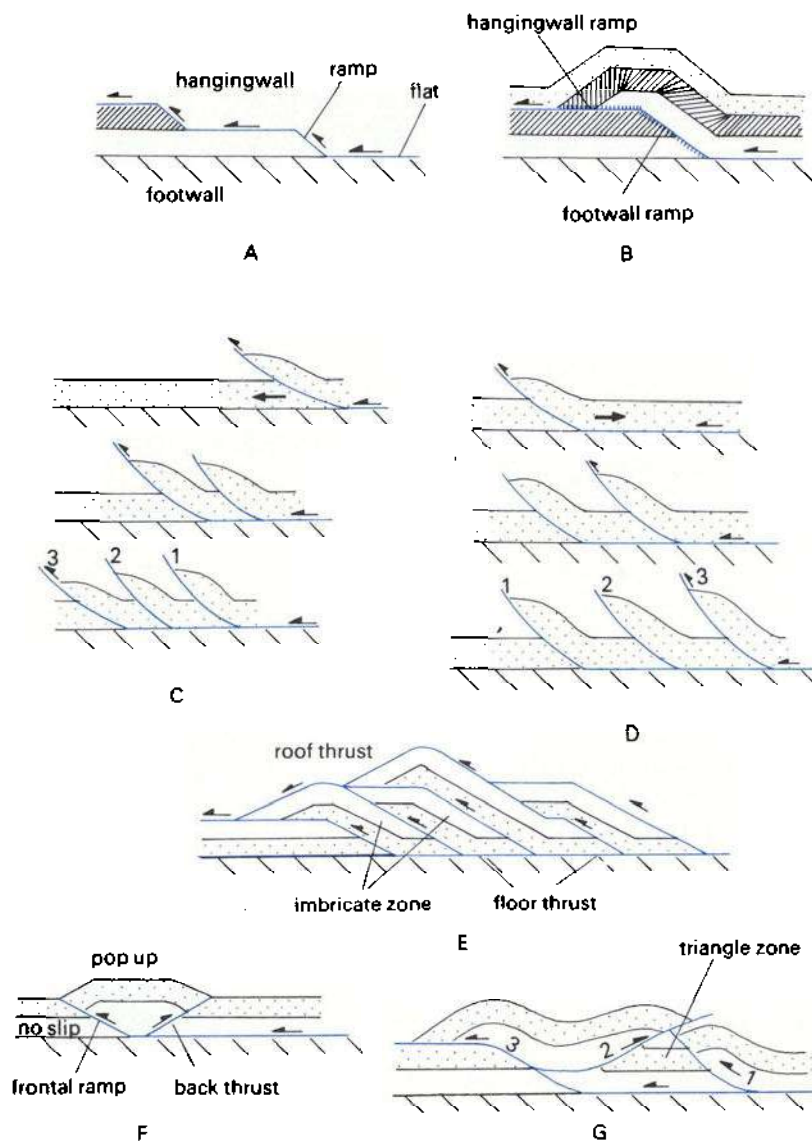 hangingwall ramp
hangingwall
ramp
flat
footwall
footwall ramp
A
B
3 2 1
C
1 2 3
D
roof thrust
imbricate zone
floor thrust
E
pop up
no slip
frontal ramp
back thrust
F
triangle zone
3 2 1
G